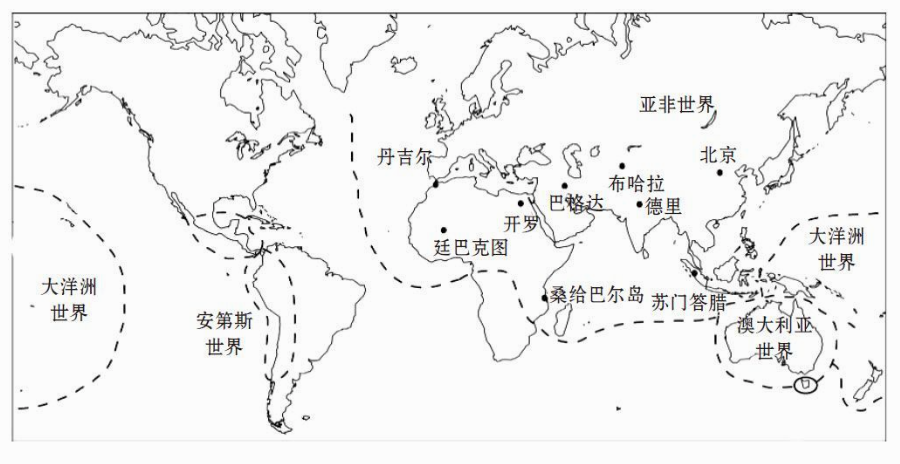 亚非世界
丹吉尔
北京
布哈拉
巴格达
德里
开罗
廷巴克图
大洋洲
世界
大洋洲
世界
桑给巴尔岛
苏门答腊
安第斯
世界
澳大利亚
世界